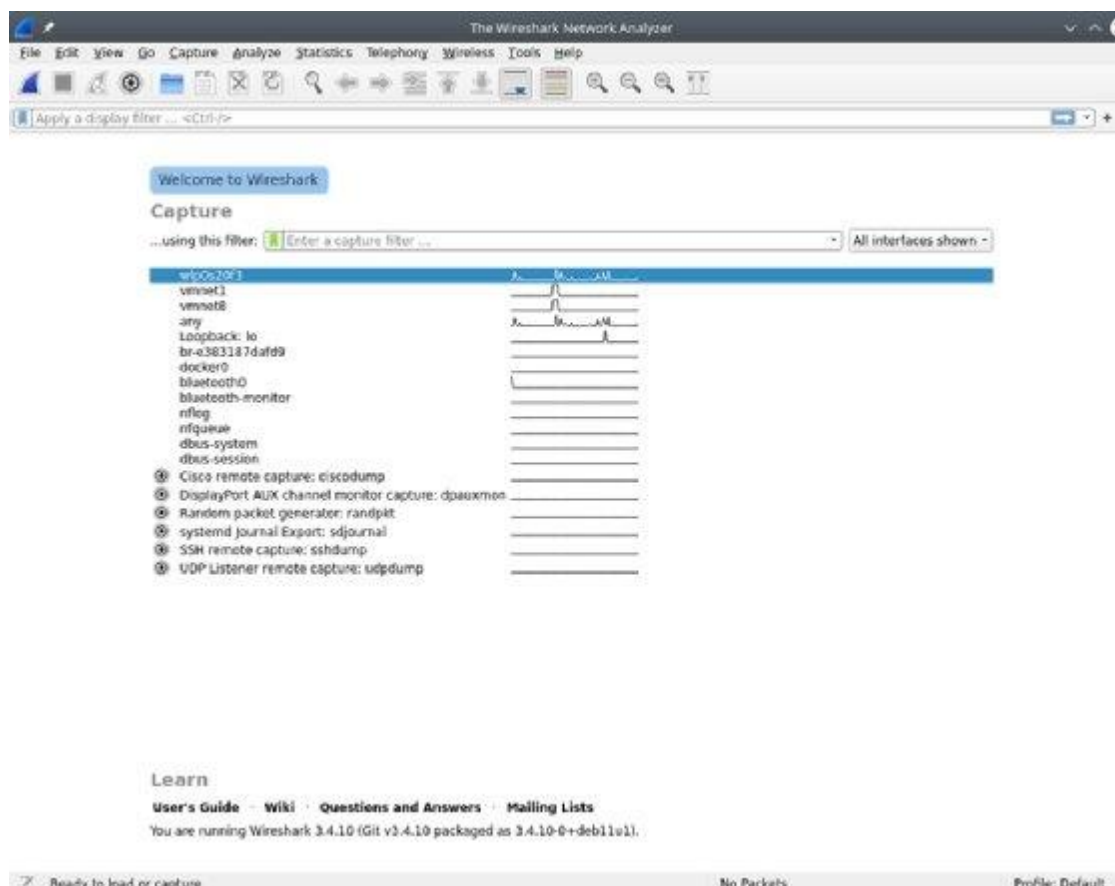 The Wireshark Network Analyzer
File Edit View Go Capture Analyze Statistics Telephony Wireless Tools Help
Apply a display filter ... <Ctrl-/>
Welcome to Wireshark
Capture
...using this filter: Enter a capture filter ... All interfaces shown
wlp0s20f3
vmnet1
vmnet8
any
Loopback: lo
br-e383187dafd9
docker0
bluetooth0
bluetooth-monitor
nflog
nfqueue
dbus-system
dbus-session
Cisco remote capture: ciscodump
DisplayPort AUX channel monitor capture: dpauxmon
Random packet generator: randpkt
systemd Journal Export: sdjournal
SSH remote capture: sshdump
UDP Listener remote capture: udpdump
Learn
User's Guide · Wiki · Questions and Answers · Mailing Lists
You are running Wireshark 3.4.10 (Git v3.4.10 packaged as 3.4.10-0+deb11u1).
Ready to load or capture No Packets Profile: Default